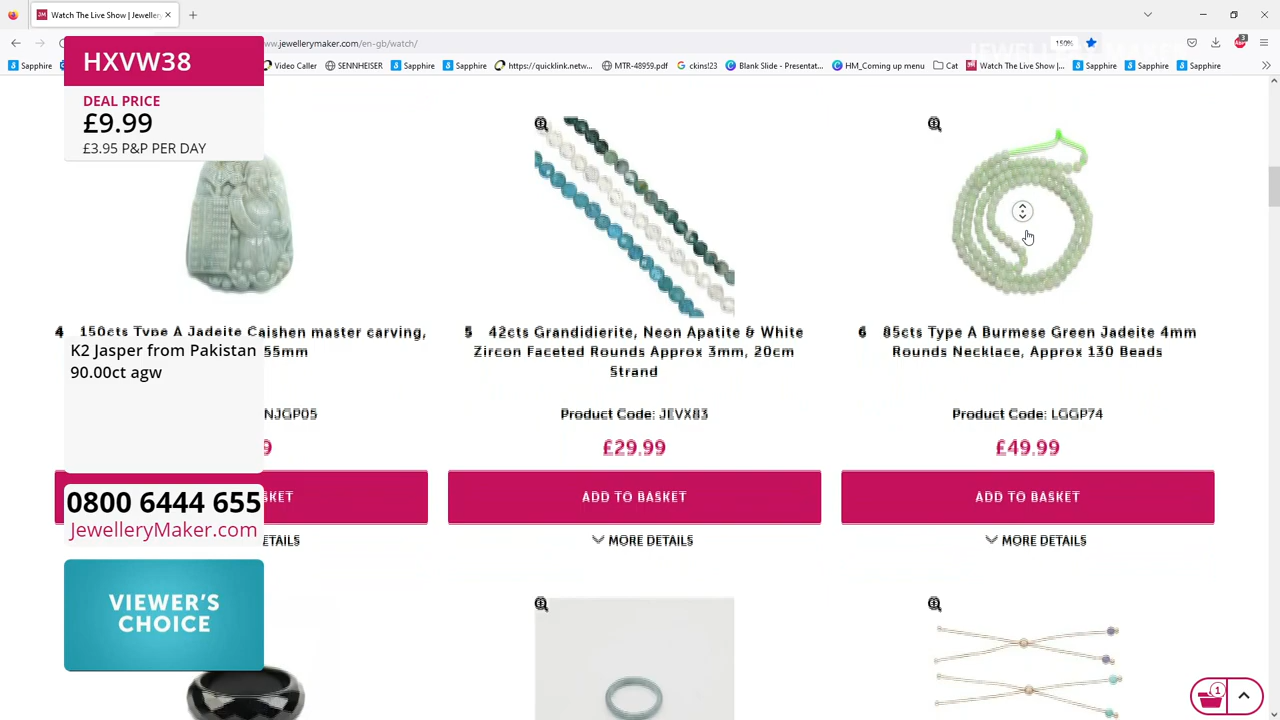 Watch The Live Show | Jeweller
w.jewellerymaker.com/en-gb/watch/
150%
3
Sapphire
Video Caller
SENNHEISER
Sapphire
Sapphire
https://quicklink.netw...
MTR-48959.pdf
ckins!23
Blank Slide - Presentat...
HM_Coming up menu
Cat
Watch The Live Show |...
Sapphire
Sapphire
Sapphire
HXVW38
DEAL PRICE
£9.99
£3.95 P&P PER DAY
4 150cts Type A Jadeite Caishen master carving,
55mm
K2 Jasper from Pakistan
90.00ct agw
NJGP05
9
KET
ETAILS
5 42cts Grandidierite, Neon Apatite & White
Zircon Faceted Rounds Approx 3mm, 20cm
Strand
Product Code: JEVX83
£29.99
ADD TO BASKET
MORE DETAILS
6 85cts Type A Burmese Green Jadeite 4mm
Rounds Necklace, Approx 130 Beads
Product Code: LGGP74
£49.99
ADD TO BASKET
MORE DETAILS
0800 6444 655
JewelleryMaker.com
VIEWER'S
CHOICE
1